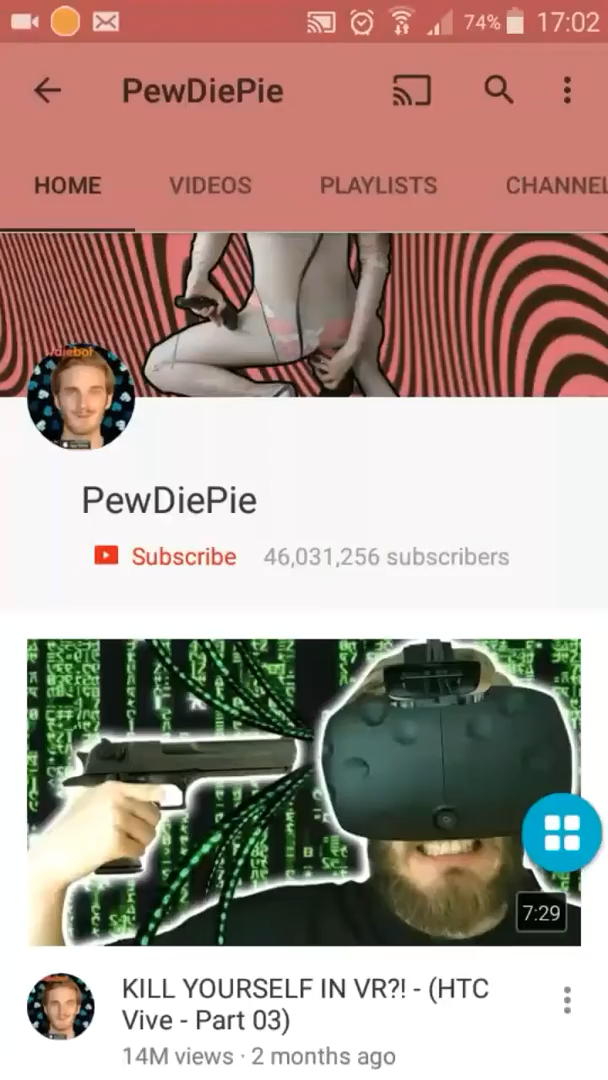 74% 17:02
PewDiePie
HOME VIDEOS PLAYLISTS CHANNEL
PewDiePie
Subscribe 46,031,256 subscribers
7:29
KILL YOURSELF IN VR?! - (HTC
Vive - Part 03)
14M views · 2 months ago